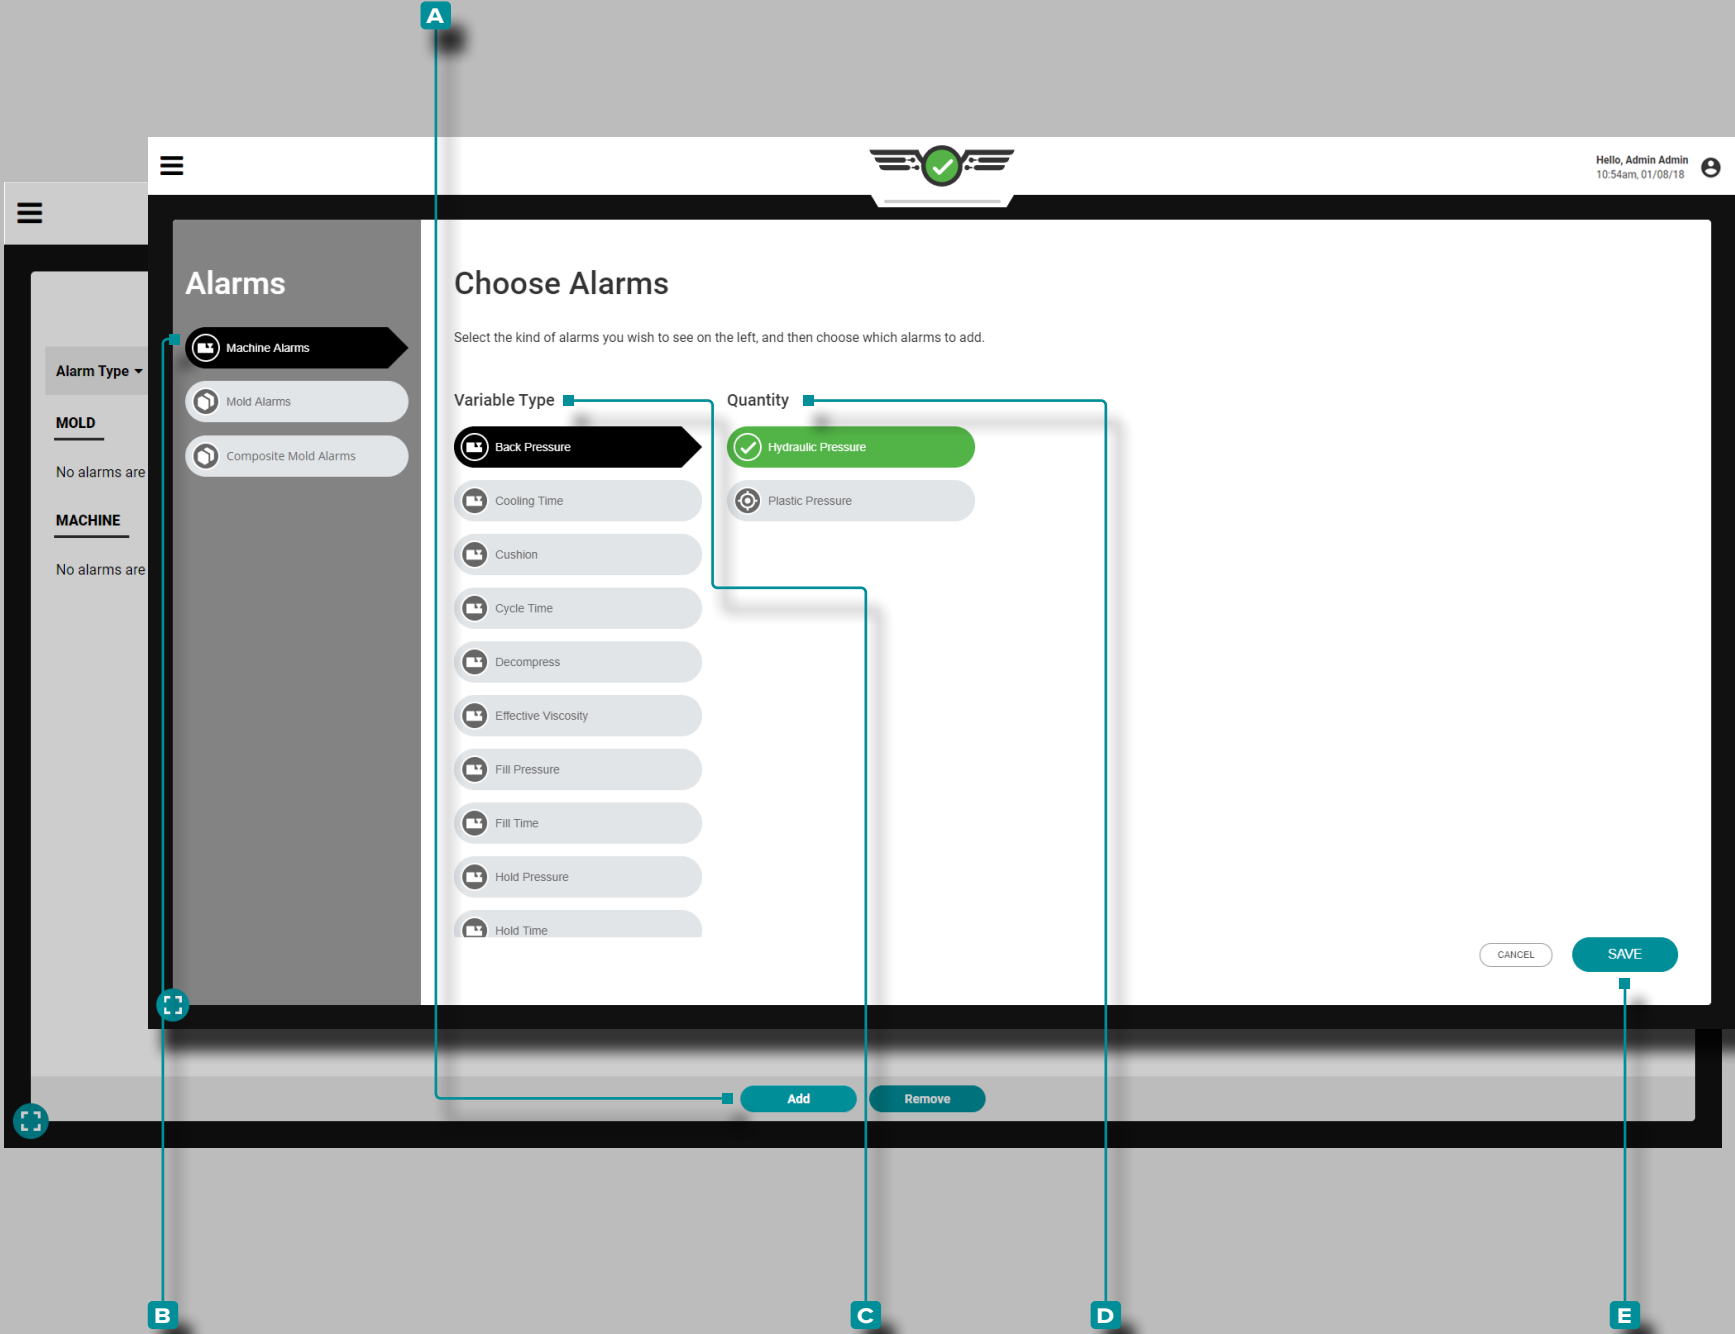 A
Hello, Admin Admin
10:54am, 01/08/18
Alarms
Machine Alarms
Mold Alarms
Composite Mold Alarms
Choose Alarms
Select the kind of alarms you wish to see on the left, and then choose which alarms to add.
Variable Type
Back Pressure
Cooling Time
Cushion
Cycle Time
Decompress
Effective Viscosity
Fill Pressure
Fill Time
Hold Pressure
Hold Time
Quantity
Hydraulic Pressure
Plastic Pressure
CANCEL
SAVE
Alarm Type
MOLD
No alarms are
MACHINE
No alarms are
Add
Remove
B
C
D
E